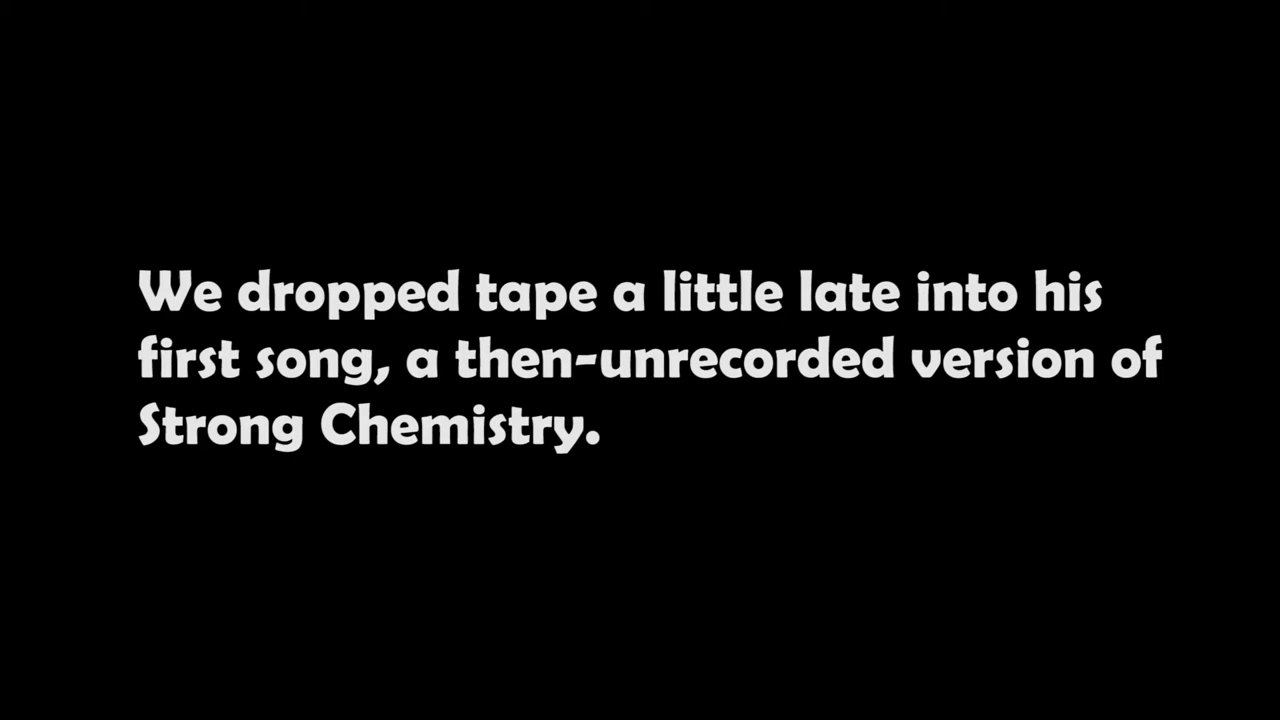 We dropped tape a little late into his
first song, a then-unrecorded version of
Strong Chemistry.